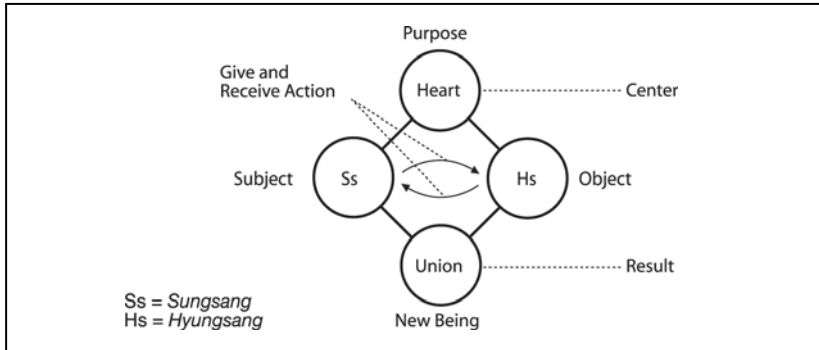 Purpose
Give and
Receive Action
Heart
Center
Subject
Ss
Hs
Object
Union
Result
Ss = Sungsang
Hs = Hyungsang
New Being